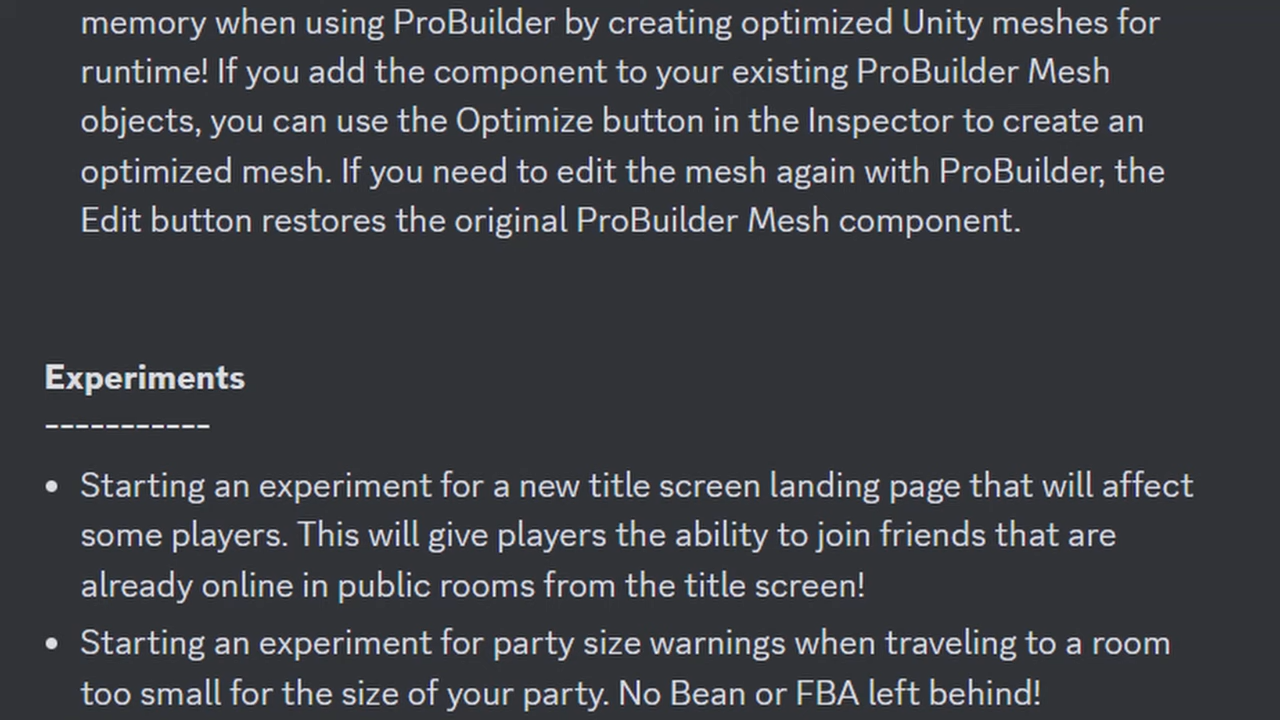 memory when using ProBuilder by creating optimized Unity meshes for
runtime! If you add the component to your existing ProBuilder Mesh
objects, you can use the Optimize button in the Inspector to create an
optimized mesh. If you need to edit the mesh again with ProBuilder, the
Edit button restores the original ProBuilder Mesh component.
Experiments
-----------
• Starting an experiment for a new title screen landing page that will affect
some players. This will give players the ability to join friends that are
already online in public rooms from the title screen!
• Starting an experiment for party size warnings when traveling to a room
too small for the size of your party. No Bean or FBA left behind!